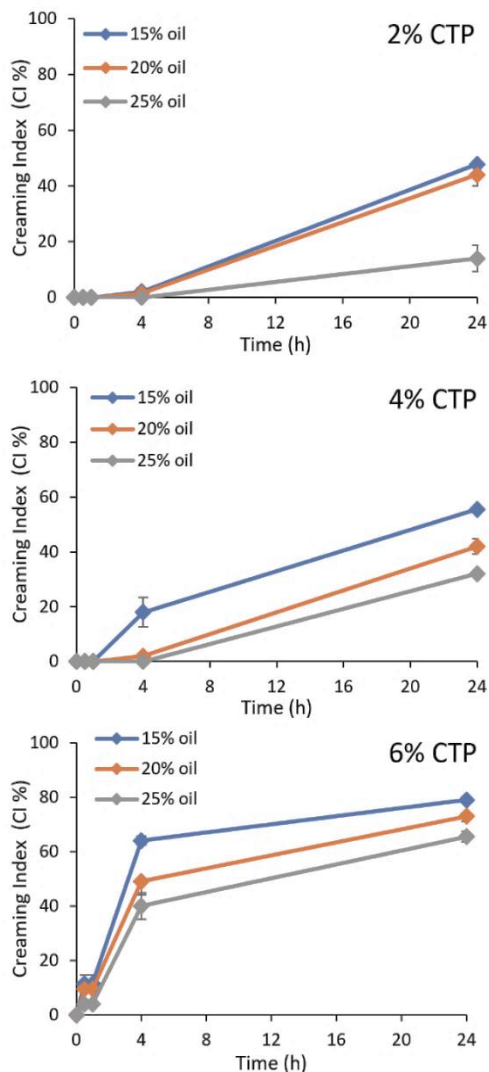 100
15% oil
2% CTP
20% oil
80
25% oil
60
40
20
0
Creaming Index (CI %)
0 4 8 12 16 20 24
Time (h)
100
15% oil
4% CTP
20% oil
80
25% oil
60
40
20
0
Creaming Index (CI %)
0 4 8 12 16 20 24
Time (h)
15% oil
100
6% CTP
20% oil
80
25% oil
60
40
20
0
Creaming Index (CI %)
0 4 8 12 16 20 24
Time (h)